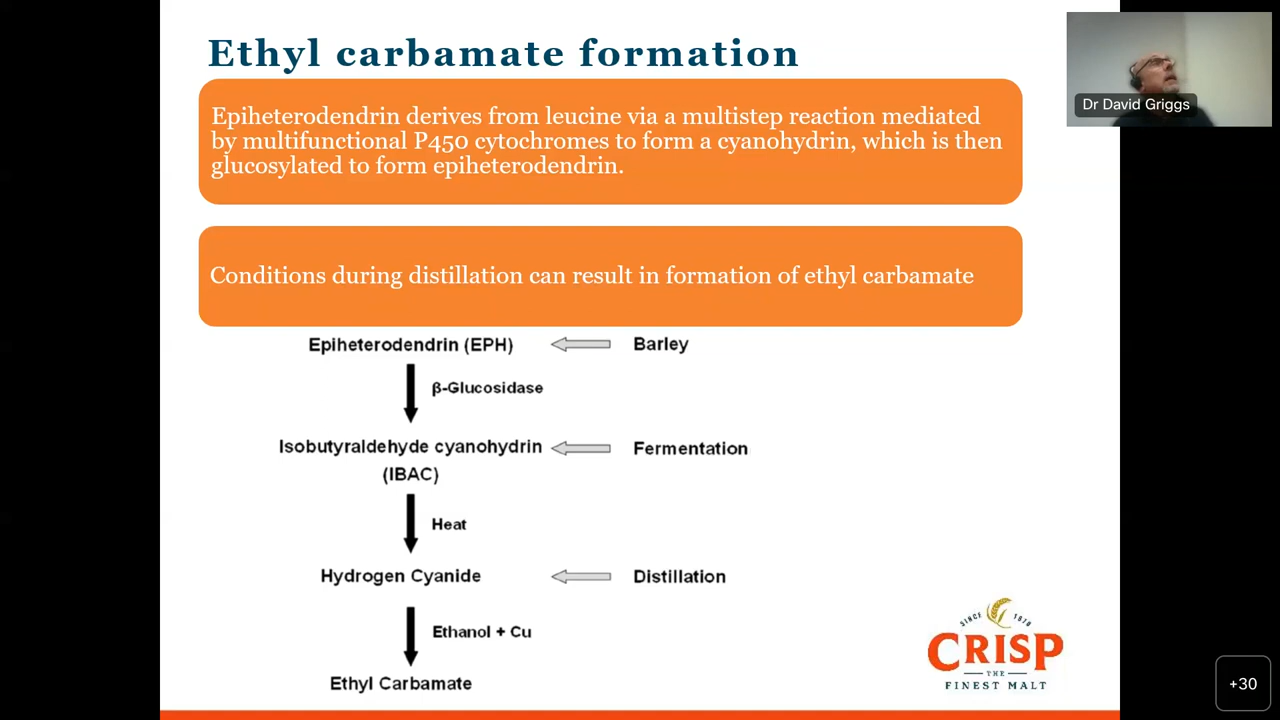 Ethyl carbamate formation
Dr David Griggs
Epiheterodendrin derives from leucine via a multistep reaction mediated
by multifunctional P450 cytochromes to form a cyanohydrin, which is then
glucosylated to form epiheterodendrin.
Conditions during distillation can result in formation of ethyl carbamate
Epiheterodendrin (EPH) Barley
β-Glucosidase
Isobutyraldehyde cyanohydrin Fermentation
(IBAC)
Heat
Hydrogen Cyanide Distillation
Ethanol + Cu
Ethyl Carbamate
SINCE 1870
CRISP
THE
FINEST MALT
+30